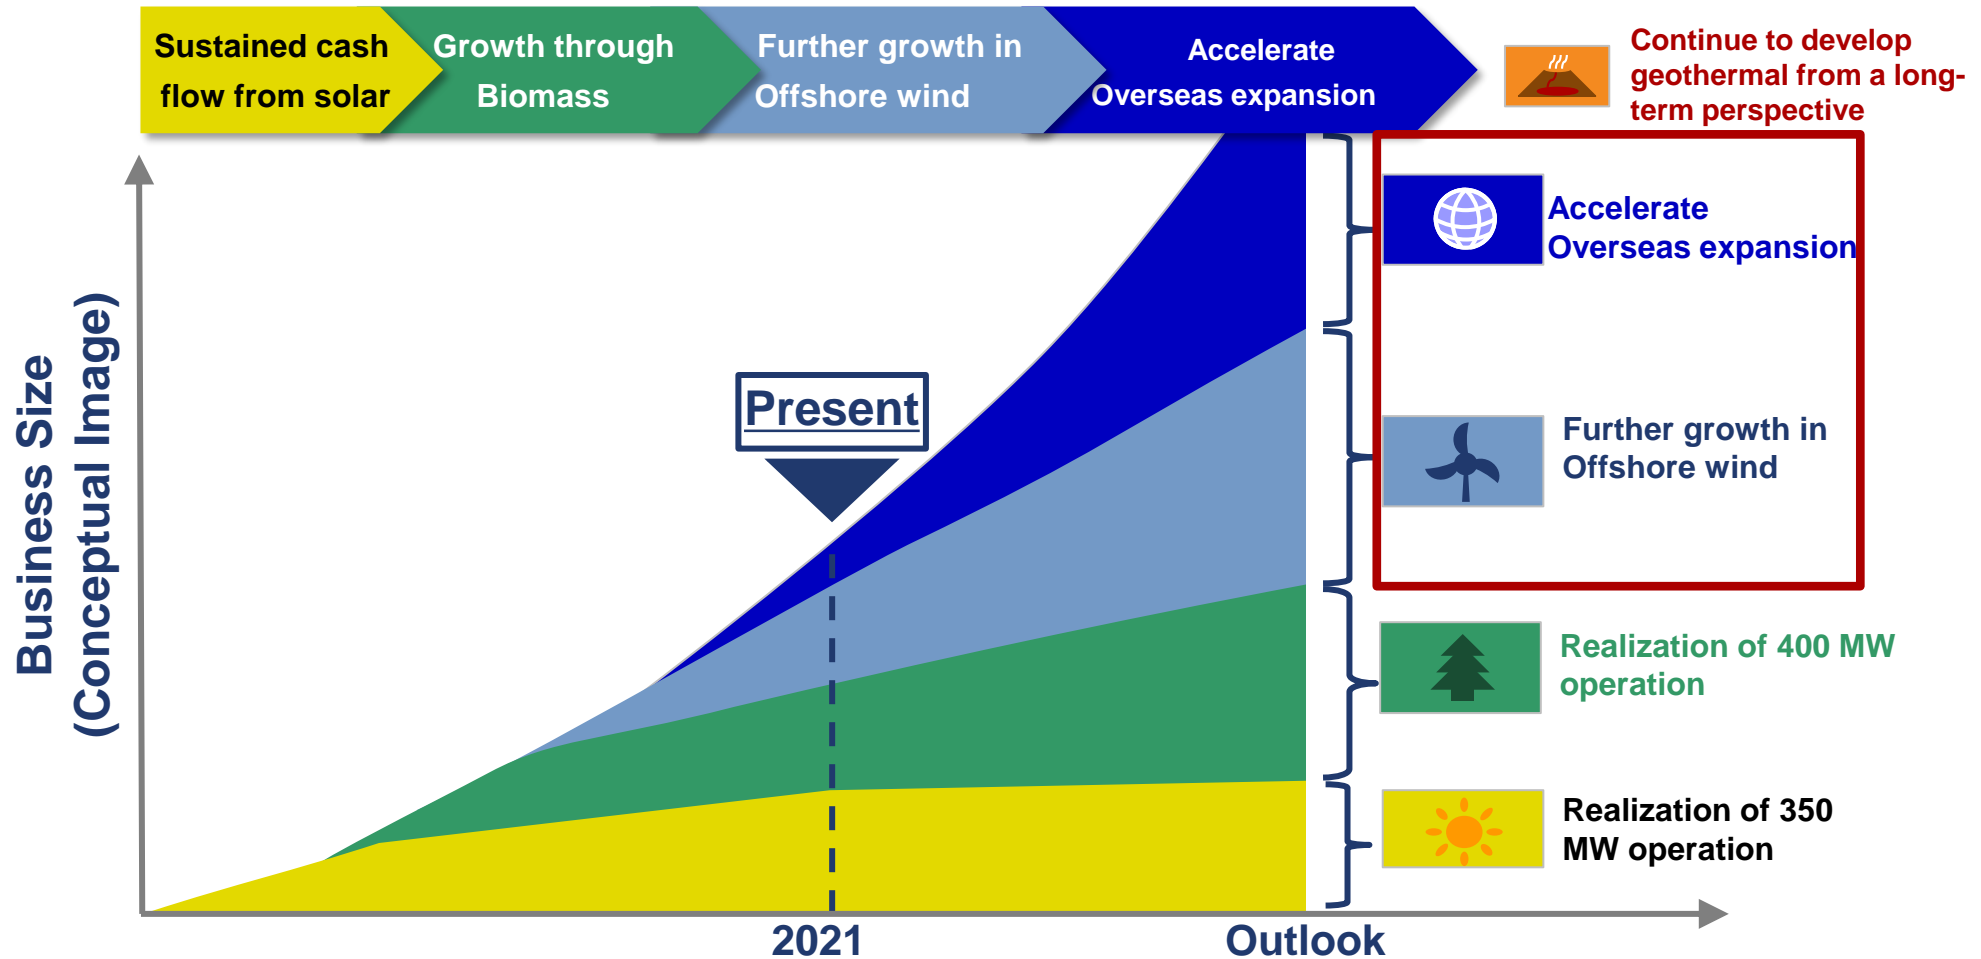 Sustained cash
flow from solar
Growth through
Biomass
Further growth in
Offshore wind
Accelerate
Overseas expansion
Continue to develop
geothermal from a long-
term perspective
Business Size
(Conceptual Image)
Present
Accelerate
Overseas expansion
Further growth in
Offshore wind
Realization of 400 MW
operation
Realization of 350
MW operation
2021
Outlook